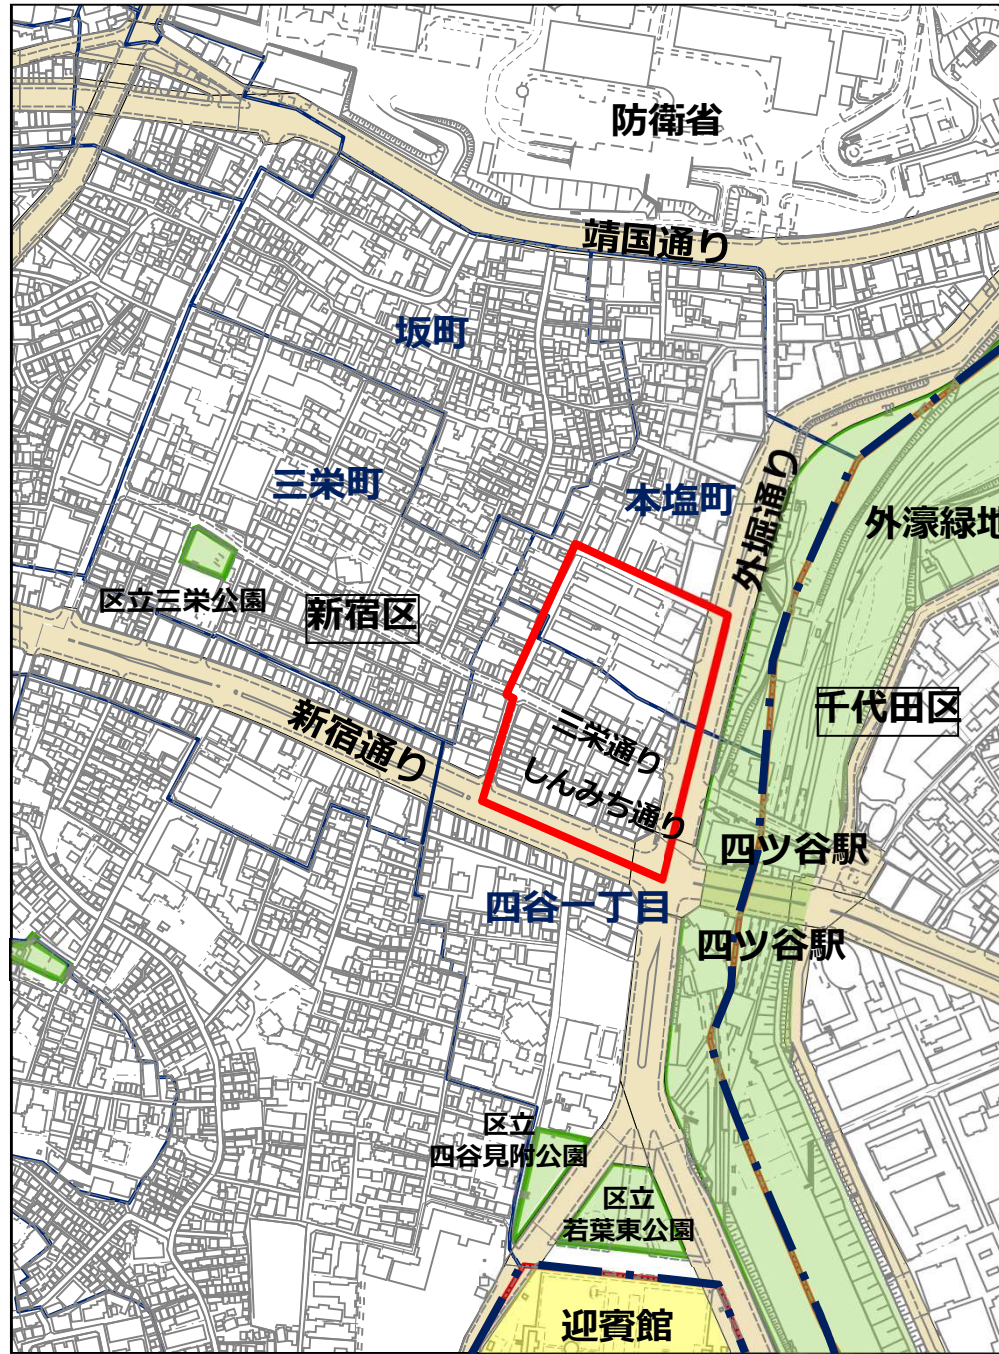 防衛省
靖国通り
坂町
三栄町
本塩町
外堀通り
外濠緑地
区立三栄公園
新宿区
千代田区
新宿通り
三栄通り
しんみち通り
四ツ谷駅
四谷一丁目
四ツ谷駅
区立
四谷見附公園
区立
若葉東公園
迎賓館